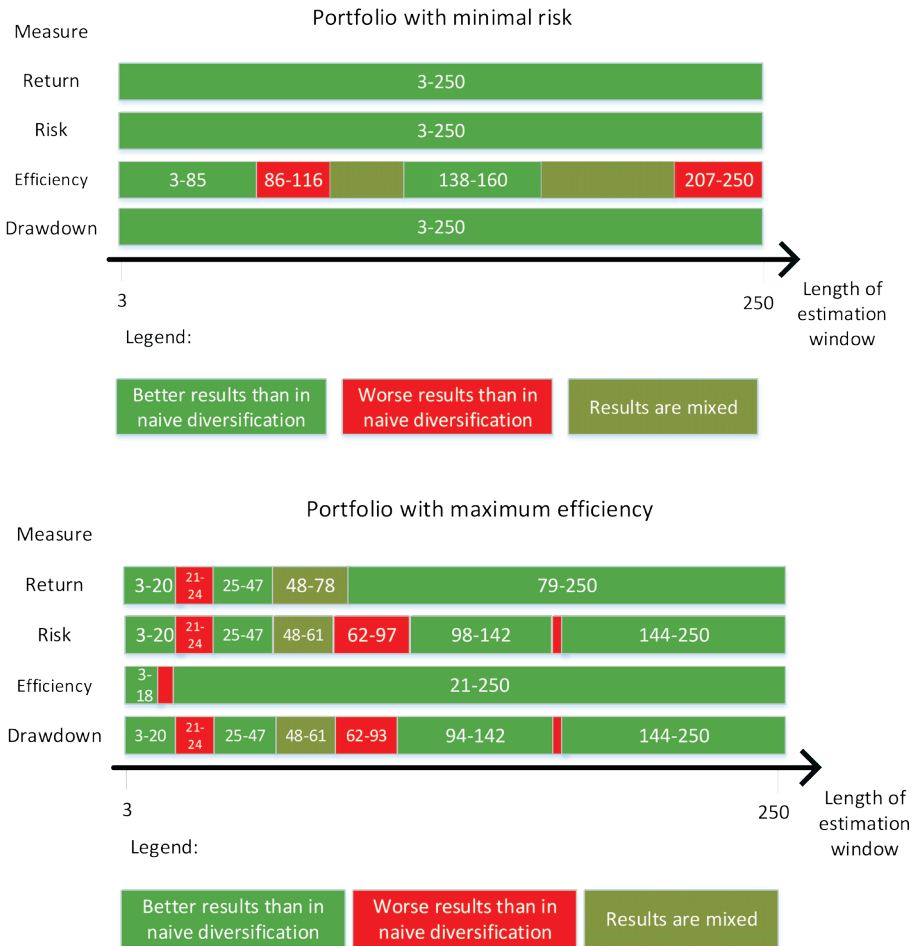 Portfolio with minimal risk
Measure
Return
3-250
Risk
3-250
Efficiency
3-85
86-116
138-160
207-250
Drawdown
3-250
3
250
Length of
estimation
window
Legend:
Better results than in
naive diversification
Worse results than in
naive diversification
Results are mixed
Portfolio with maximum efficiency
Measure
Return
3-20
21-
24
25-47
48-78
79-250
Risk
3-20
21-
24
25-47
48-61
62-97
98-142
144-250
Efficiency
3-
18
21-250
Drawdown
3-20
21-
24
25-47
48-61
62-93
94-142
144-250
3
250
Length of
estimation
window
Legend:
Better results than in
naive diversification
Worse results than in
naive diversification
Results are mixed